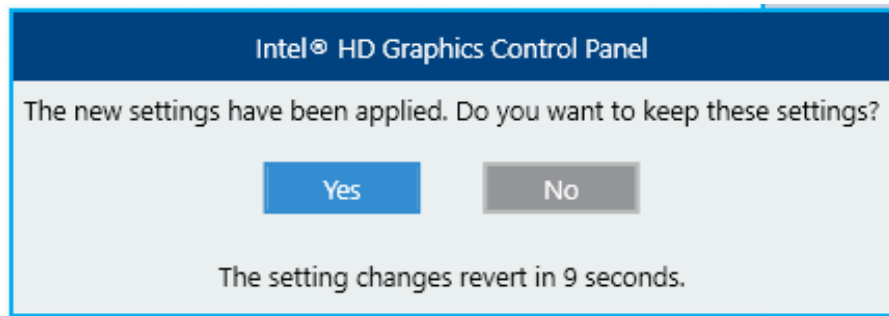 Intel® HD Graphics Control Panel
The new settings have been applied. Do you want to keep these settings?
Yes No
The setting changes revert in 9 seconds.